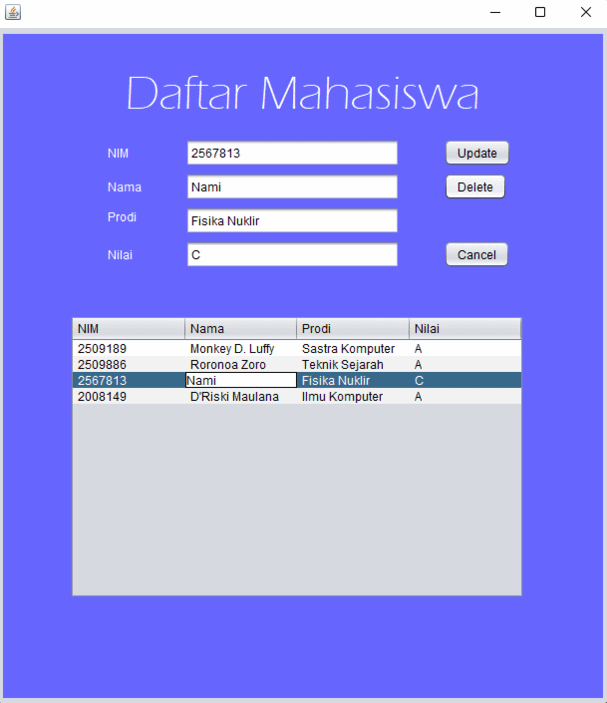 Daftar Mahasiswa
NIM 2567813 Update
Nama Nami Delete
Prodi Fisika Nuklir
Nilai C Cancel
NIM Nama Prodi Nilai
2509189 Monkey D. Luffy Sastra Komputer A
2509886 Roronoa Zoro Teknik Sejarah A
2567813 Nami Fisika Nuklir C
2008149 D'Riski Maulana Ilmu Komputer A